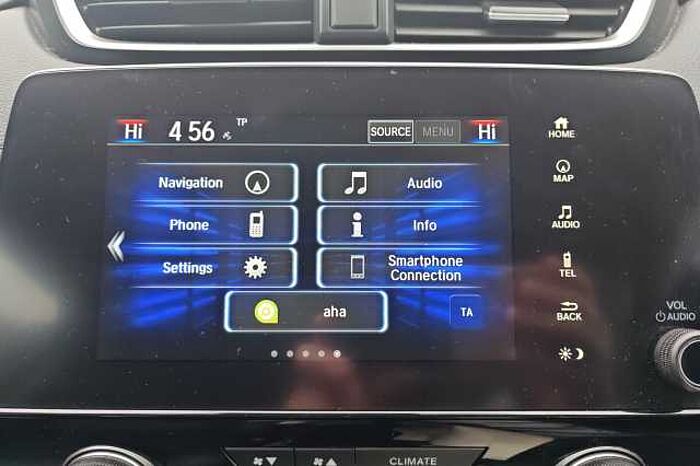 Hi 4 56 TP SOURCE MENU Hi
Navigation
Audio
Phone
Info
Settings
Smartphone
Connection
aha
TA
HOME
MAP
AUDIO
TEL
BACK
VOL
AUDIO
CLIMATE